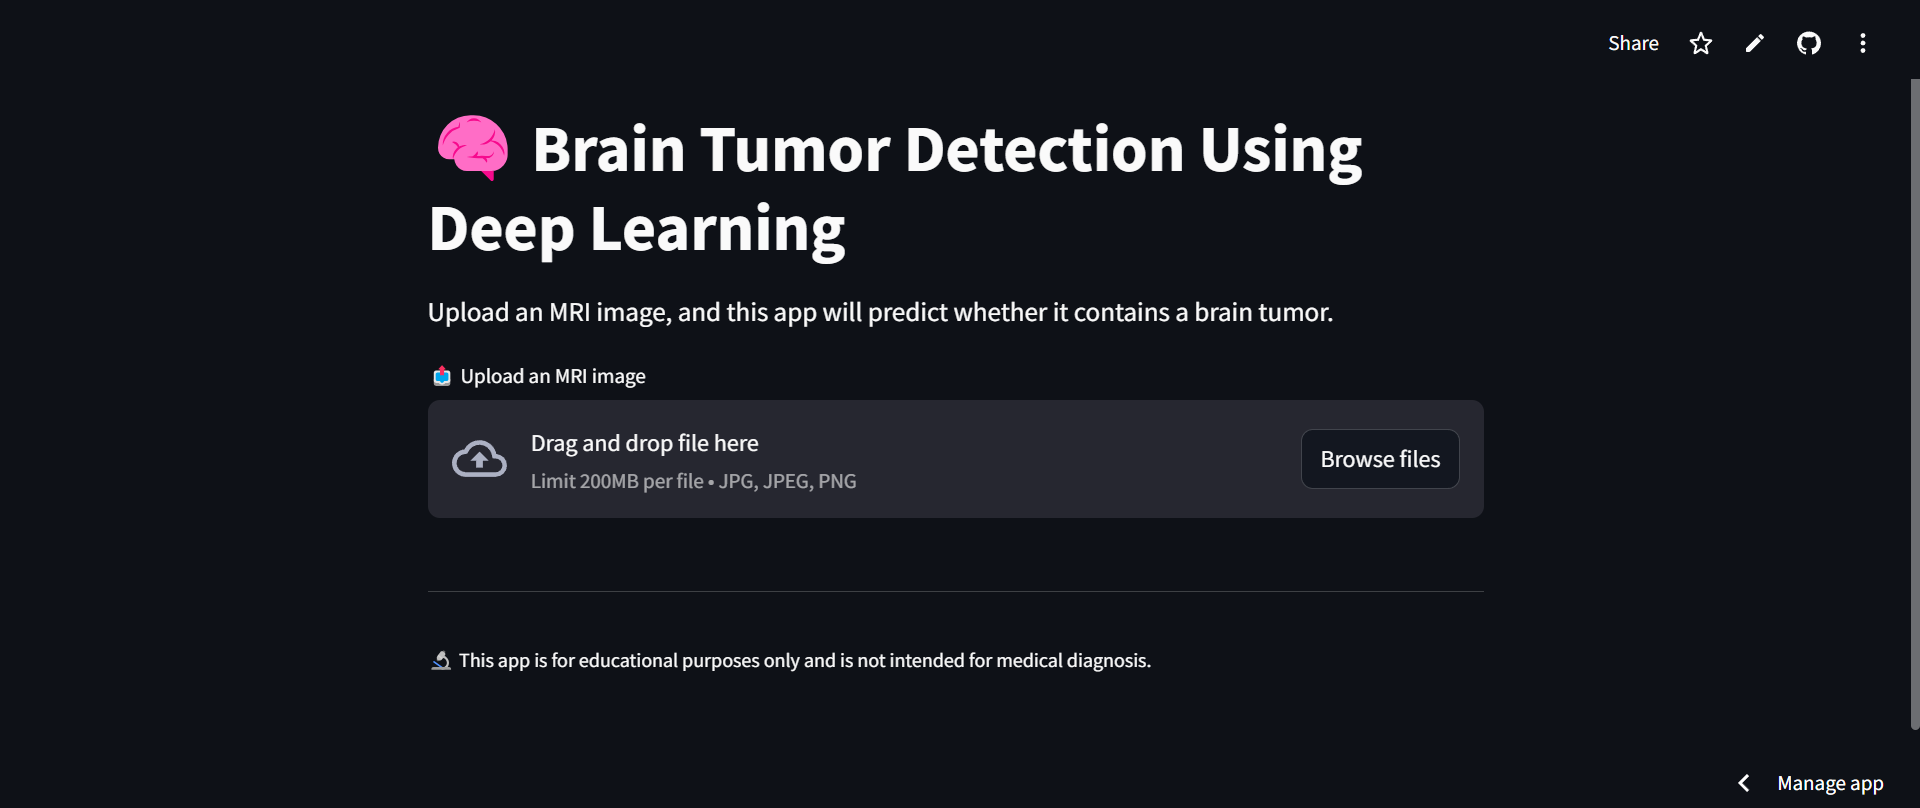 Share
🧠 Brain Tumor Detection Using
Deep Learning
Upload an MRI image, and this app will predict whether it contains a brain tumor.
📤 Upload an MRI image
Drag and drop file here
Limit 200MB per file • JPG, JPEG, PNG
Browse files
🔬 This app is for educational purposes only and is not intended for medical diagnosis.
Manage app